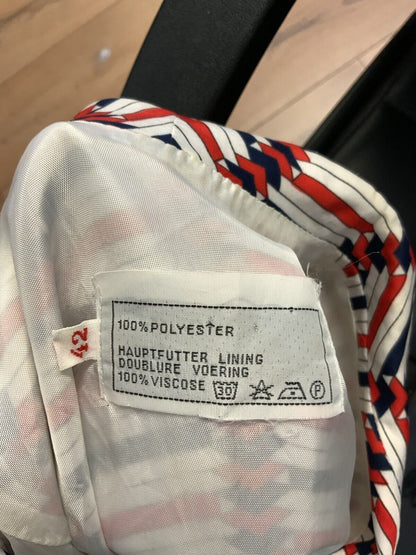 100% POLYESTER
HAUPTFUTTER LINING
DOUBLURE VOERING
100% VISCOSE 30 P
42